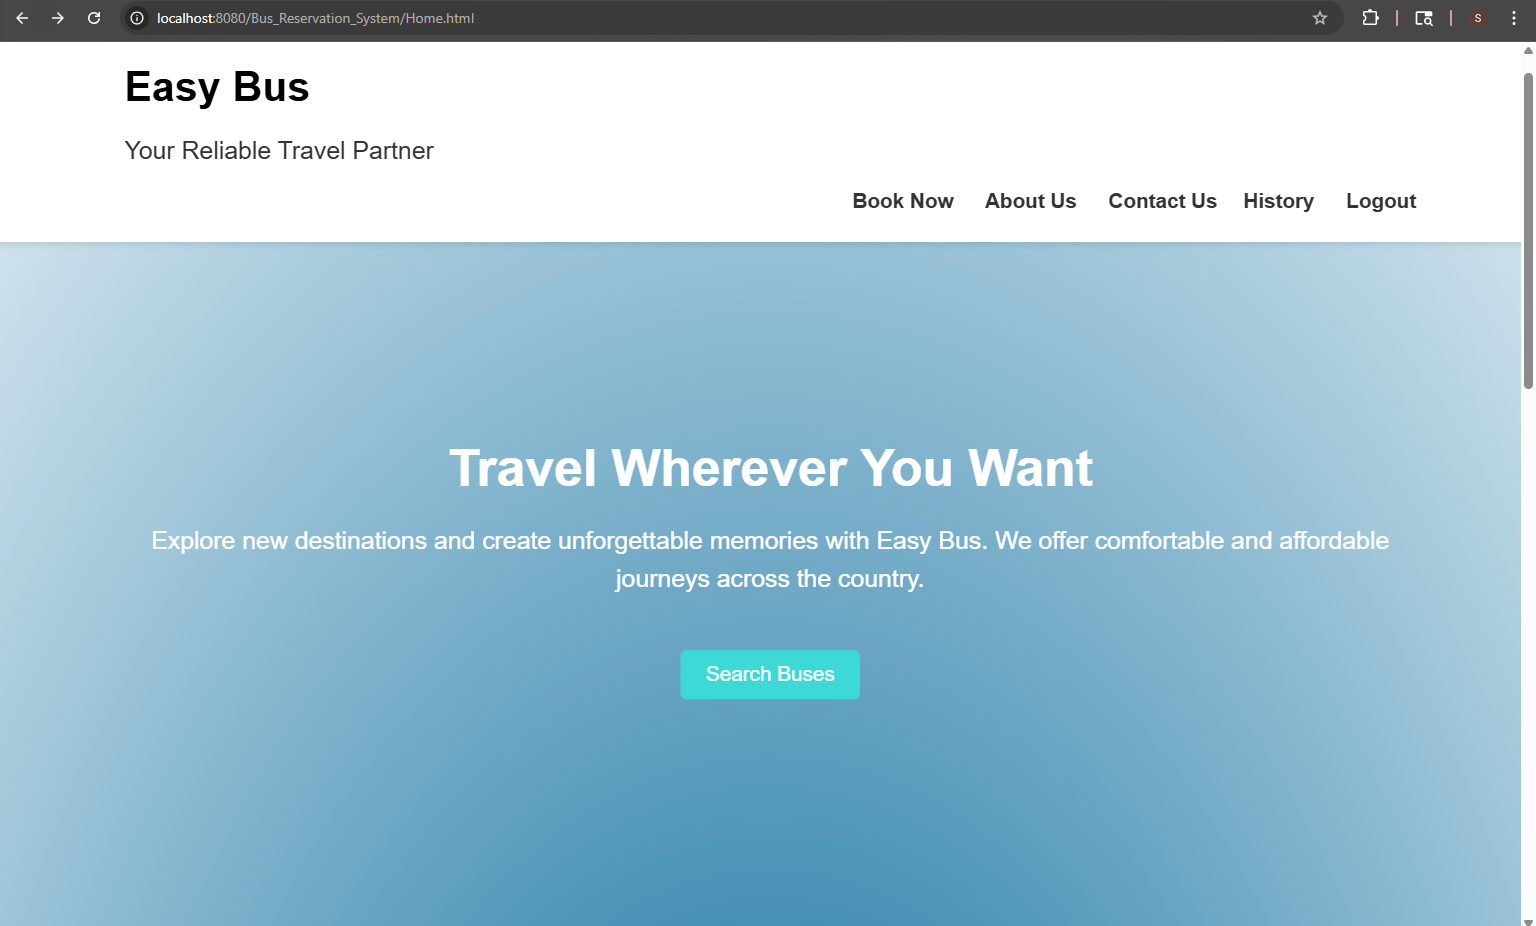 localhost:8080/Bus_Reservation_System/Home.html
S
Easy Bus
Your Reliable Travel Partner
Book Now About Us Contact Us History Logout
Travel Wherever You Want
Explore new destinations and create unforgettable memories with Easy Bus. We offer comfortable and affordable
journeys across the country.
Search Buses